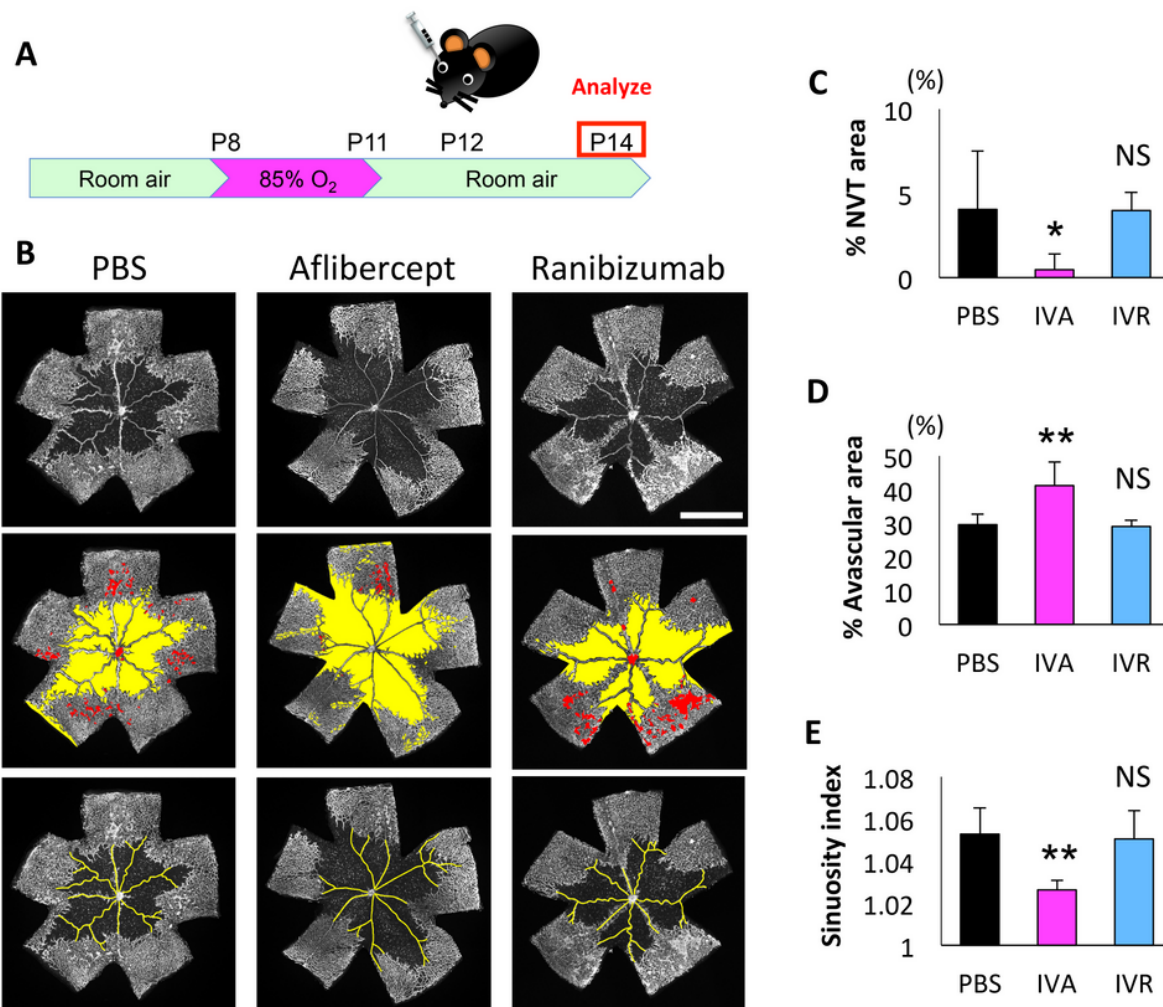 A
Analyze
P8 P11 P12 P14
Room air 85% O₂ Room air
B
PBS Aflibercept Ranibizumab
C
(%)
% NVT area
10
5
0
*
NS
PBS IVA IVR
D
(%)
% Avascular area
50
40
30
20
10
0
**
NS
PBS IVA IVR
E
Sinuosity index
1.08
1.06
1.04
1.02
1
**
NS
PBS IVA IVR